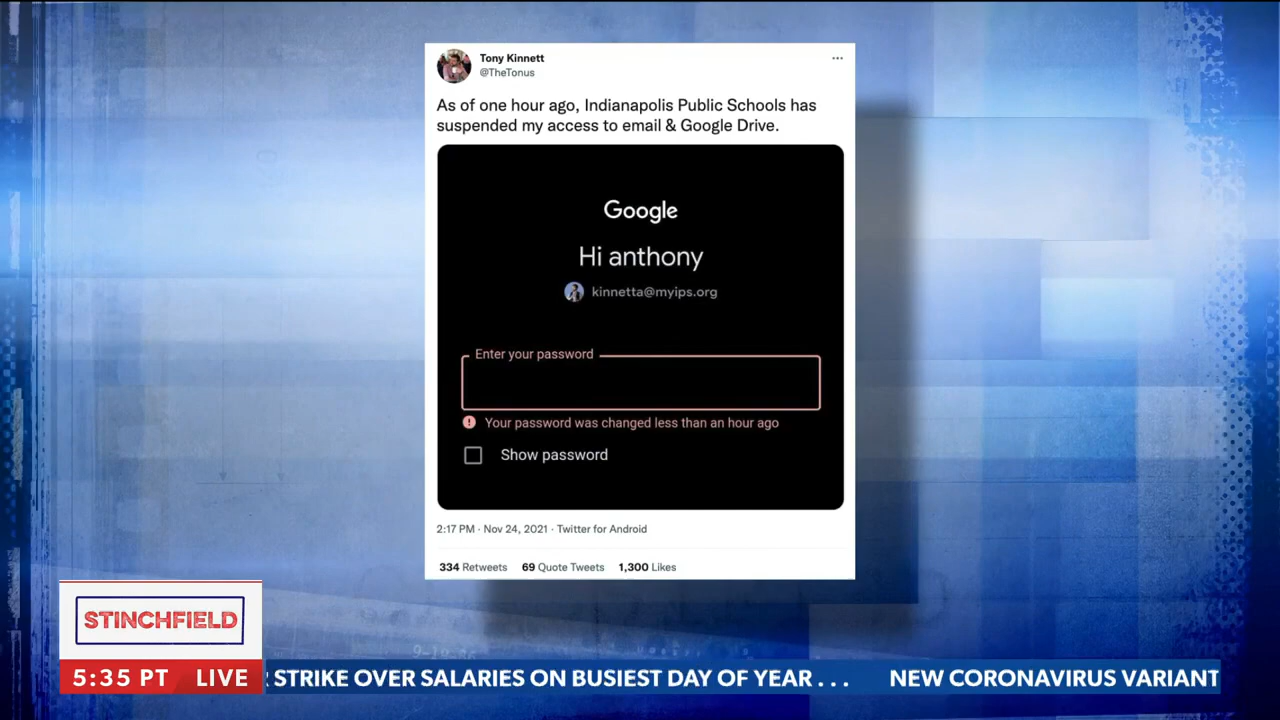 Tony Kinnett
@TheTonus
As of one hour ago, Indianapolis Public Schools has
suspended my access to email & Google Drive.
Google
Hi anthony
kinnetta@myips.org
Enter your password
Your password was changed less than an hour ago
Show password
2:17 PM · Nov 24, 2021 · Twitter for Android
334 Retweets 69 Quote Tweets 1,300 Likes
STINCHFIELD
5:35 PT LIVE
STRIKE OVER SALARIES ON BUSIEST DAY OF YEAR . . . NEW CORONAVIRUS VARIANT